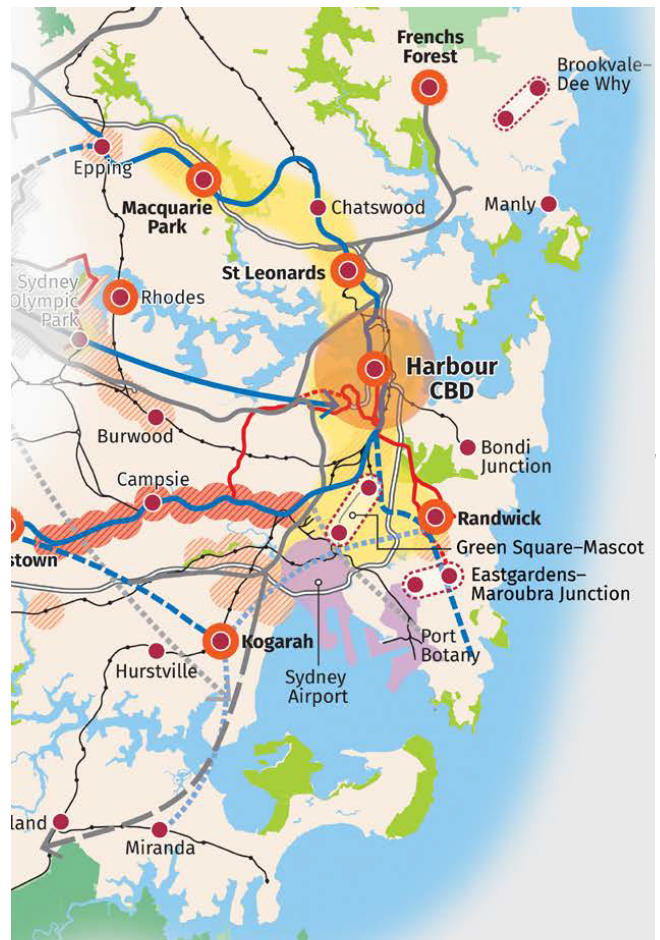 Frenchs
Forest
Brookvale–
Dee Why
Epping
Macquarie
Park
Chatswood
Manly
St Leonards
Sydney
Olympic
Park
Rhodes
Harbour
CBD
Burwood
Bondi
Junction
Campsie
Randwick
stown
Green Square–Mascot
Eastgardens–
Maroubra Junction
Kogarah
Port
Botany
Hurstville
Sydney
Airport
land
Miranda